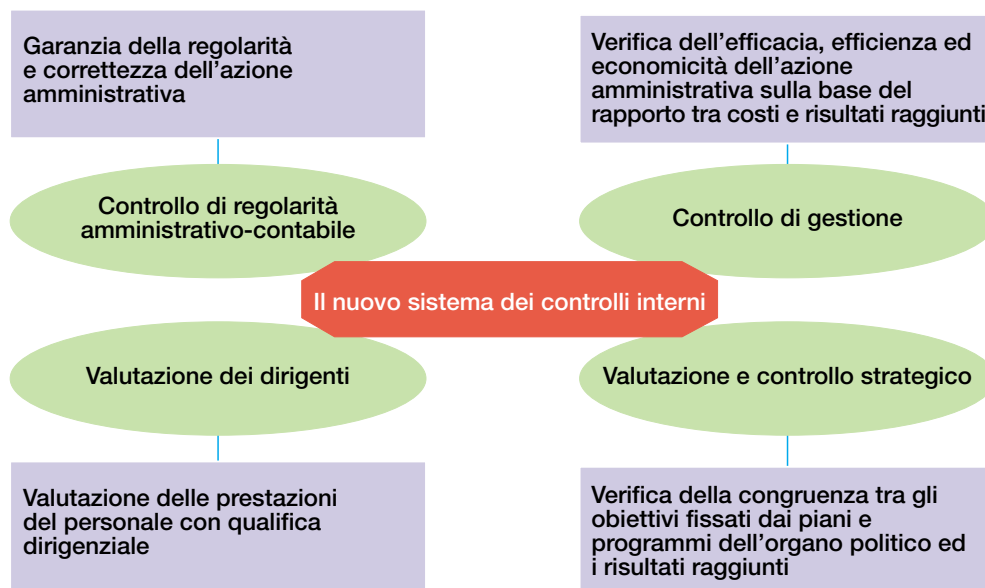 Garanzia della regolarità
e correttezza dell'azione
amministrativa
Verifica dell'efficacia, efficienza ed
economicità dell'azione
amministrativa sulla base del
rapporto tra costi e risultati raggiunti
Controllo di regolarità
amministrativo-contabile
Controllo di gestione
Il nuovo sistema dei controlli interni
Valutazione dei dirigenti
Valutazione e controllo strategico
Valutazione delle prestazioni
del personale con qualifica
dirigenziale
Verifica della congruenza tra gli
obiettivi fissati dai piani e
programmi dell'organo politico ed
i risultati raggiunti